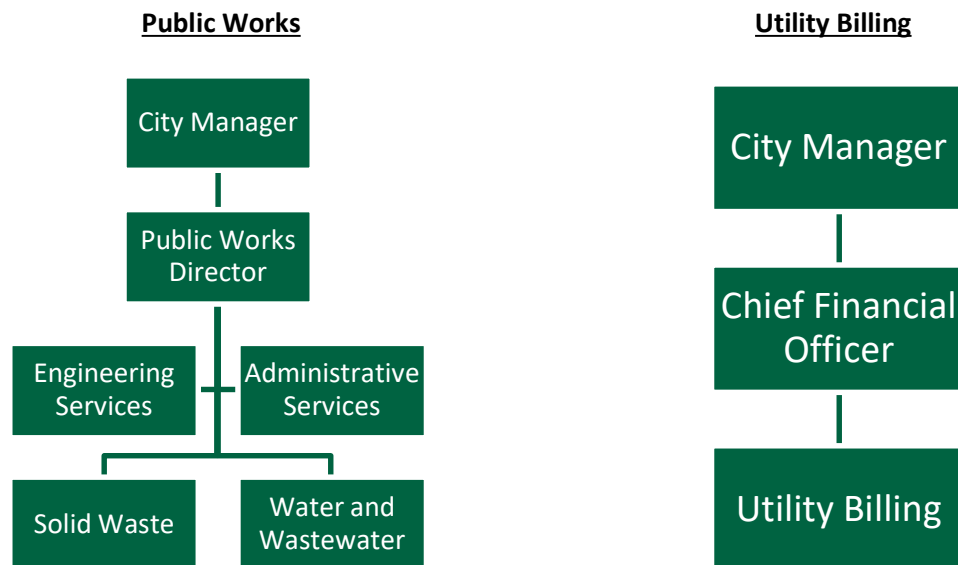 Public Works
City Manager
Public Works
Director
Engineering
Services
Administrative
Services
Solid Waste
Water and
Wastewater
Utility Billing
City Manager
Chief Financial
Officer
Utility Billing